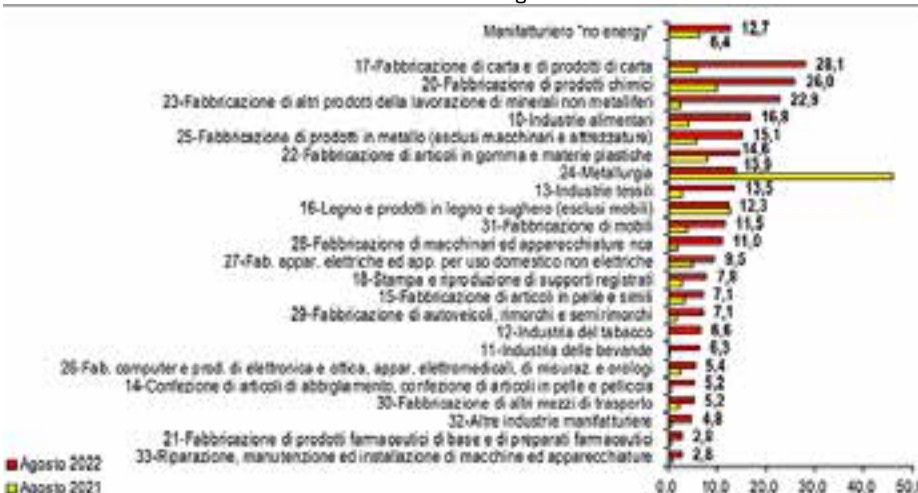 Manifatturiero "no energy" 12,7
6,4
17-Fabbricazione di carta e di prodotti di carta 28,1
20-Fabbricazione di prodotti chimici 26,0
23-Fabbricazione di altri prodotti della lavorazione di minerali non metalliferi 22,9
10-Industrie alimentari 16,8
25-Fabbricazione di prodotti in metallo (esclusi macchinari e attrezzature) 15,1
22-Fabbricazione di articoli in gomma e materie plastiche 14,6
24-Metallurgia 13,9
13-Industrie tessili 13,5
16-Legno e prodotti in legno e sughero (esclusi mobili) 12,3
31-Fabbricazione di mobili 11,5
28-Fabbricazione di macchinari ed apparecchiature nca 11,0
27-Fab. appar. elettriche ed app. per uso domestico non elettriche 9,5
18-Stampa e riproduzione di supporti registrati 7,8
15-Fabbricazione di articoli in pelle e simili 7,1
29-Fabbricazione di autoveicoli, rimorchi e semirimorchi 7,1
12-Industria del tabacco 6,6
11-Industria delle bevande 6,3
26-Fab. computer e prod. di elettronica e ottica, appar. elettromedicali, di misuraz. e orologi 5,4
14-Confezione di articoli di abbigliamento, confezione di articoli in pelle e pelliccia 5,2
30-Fabbricazione di altri mezzi di trasporto 5,2
32-Altre industrie manifatturiere 4,8
21-Fabbricazione di prodotti farmaceutici di base e di preparati farmaceutici 2,8
33-Riparazione, manutenzione ed installazione di macchine ed apparecchiature 2,8
Agosto 2022
Agosto 2021
0,0 10,0 20,0 30,0 40,0 50,0